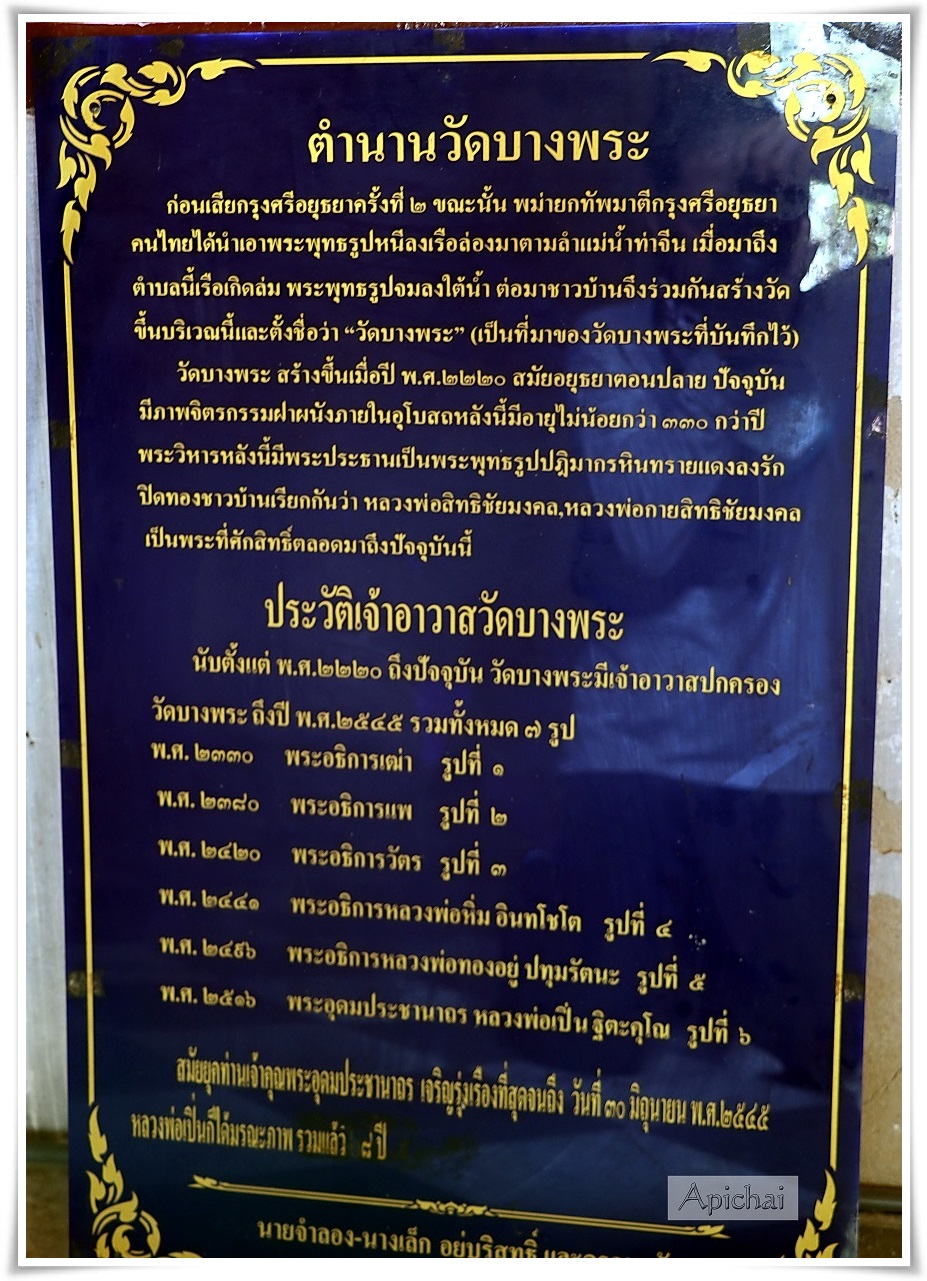 ตำนานวัดบางพระ
ก่อนเสียกรุงศรีอยุธยาครั้งที่ ๒ ขณะนั้น พม่ายกทัพมาตีกรุงศรีอยุธยา
คนไทยได้นำเอาพระพุทธรูปหนีลงเรือล่องมาตามลำแม่น้ำท่าจีน เมื่อมาถึง
ตำบลนี้เรือเกิดล่ม พระพุทธรูปจมลงใต้น้ำ ต่อมาชาวบ้านจึงร่วมกันสร้างวัด
ขึ้นบริเวณนี้และตั้งชื่อว่า “วัดบางพระ” (เป็นที่มาของวัดบางพระที่บันทึกไว้)
วัดบางพระ สร้างขึ้นเมื่อปี พ.ศ.๒๒๒๐ สมัยอยุธยาตอนปลาย ปัจจุบัน
มีภาพจิตรกรรมฝาผนังภายในอุโบสถหลังนี้มีอายุไม่น้อยกว่า ๓๓๐ กว่าปี
พระวิหารหลังนี้มีพระประธานเป็นพระพุทธรูปปฎิมากรหินทรายแดงลงรัก
ปิดทองชาวบ้านเรียกกันว่า หลวงพ่อสิทธิชัยมงคล,หลวงพ่อกายสิทธิชัยมงคล
เป็นพระที่ศักสิทธิ์ตลอดมาถึงปัจจุบันนี้
ประวัติเจ้าอาวาสวัดบางพระ
นับตั้งแต่ พ.ศ.๒๒๒๐ ถึงปัจจุบัน วัดบางพระมีเจ้าอาวาสปกครอง
วัดบางพระ ถึงปี พ.ศ.๒๕๔๕ รวมทั้งหมด ๗ รูป
พ.ศ. ๒๓๓๐ พระอธิการเฒ่า รูปที่ ๑
พ.ศ. ๒๓๘๐ พระอธิการแพ รูปที่ ๒
พ.ศ. ๒๔๒๐ พระอธิการวัตร รูปที่ ๓
พ.ศ. ๒๔๔๑ พระอธิการหลวงพ่อหิ่ม อินทโชโต รูปที่ ๔
พ.ศ. ๒๔๙๖ พระอธิการหลวงพ่อทองอยู่ ปทุมรัตนะ รูปที่ ๕
พ.ศ. ๒๕๑๖ พระอุดมประชานาถร หลวงพ่อเปิ่น ฐิตะคุโณ รูปที่ ๖
สมัยยุคท่านเจ้าคุณพระอุดมประชานาถร เจริญรุ่งเรืองที่สุดจนถึง วันที่ ๓๐ มิถุนายน พ.ศ.๒๕๔๕
หลวงพ่อเปิ่นก็ได้มรณะภาพ รวมแล้ว ๘ ปี
นายจำลอง-นางเล็ก อยู่บริสุทธิ์
Apichai